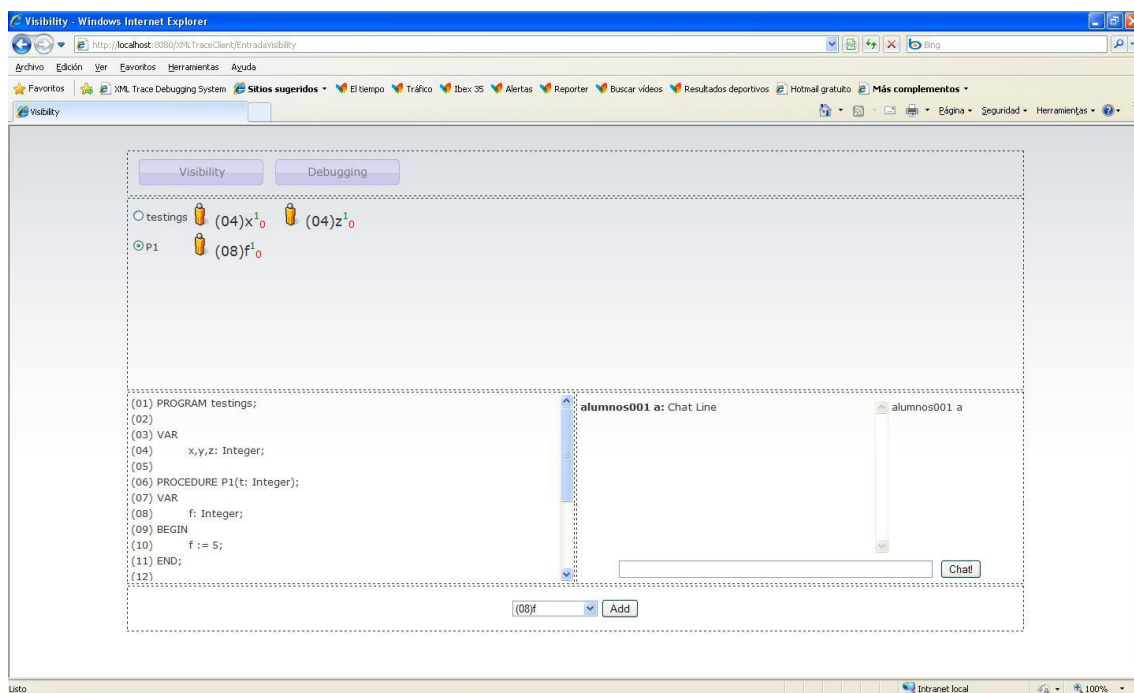 Visibility - Windows Internet Explorer
http://localhost:8080/XMLTraceClient/EntradaVisibility
Bing
Archivo Edición Ver Favoritos Herramientas Ayuda
Favoritos XML Trace Debugging System Sitios sugeridos El tiempo Tráfico Ibex 35 Alertas Reporter Buscar vídeos Resultados deportivos Hotmail gratuito Más complementos
Visibility Página Seguridad Herramientas
Visibility Debugging
testings (04)x¹₀ (04)z¹₀
P1 (08)f¹₀
(01) PROGRAM testings;
(02)
(03) VAR
(04) x,y,z: Integer;
(05)
(06) PROCEDURE P1(t: Integer);
(07) VAR
(08) f: Integer;
(09) BEGIN
(10) f := 5;
(11) END;
(12)
alumnos001 a: Chat Line
alumnos001 a
Chat!
(08)f Add
Listo Intranet local 100%